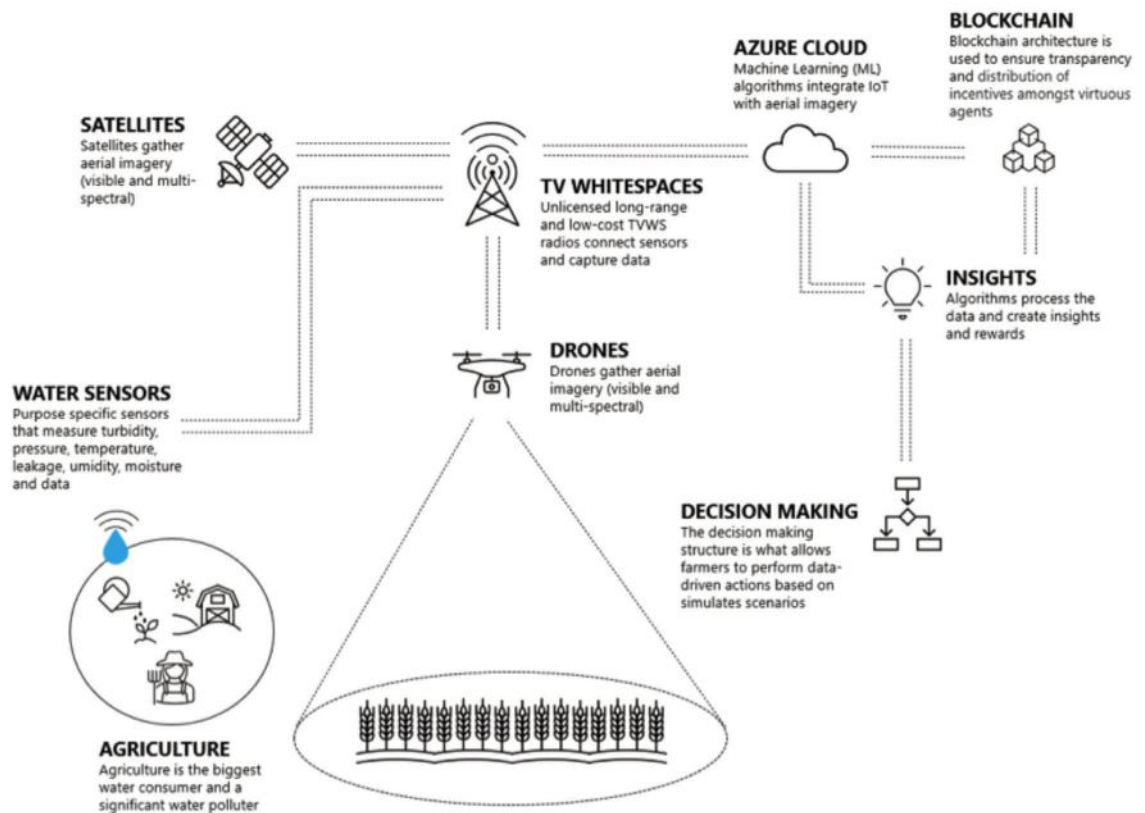 BLOCKCHAIN
Blockchain architecture is
used to ensure transparency
and distribution of
incentives amongst virtuous
agents
AZURE CLOUD
Machine Learning (ML)
algorithms integrate IoT
with aerial imagery
SATELLITES
Satellites gather
aerial imagery
(visible and multi-
spectral)
TV WHITESPACES
Unlicensed long-range
and low-cost TVWS
radios connect sensors
and capture data
INSIGHTS
Algorithms process the
data and create insights
and rewards
DRONES
Drones gather aerial
imagery (visible and
multi-spectral)
WATER SENSORS
Purpose specific sensors
that measure turbidity,
pressure, temperature,
leakage, umidity, moisture
and data
DECISION MAKING
The decision making
structure is what allows
farmers to perform data-
driven actions based on
simulates scenarios
AGRICULTURE
Agriculture is the biggest
water consumer and a
significant water polluter